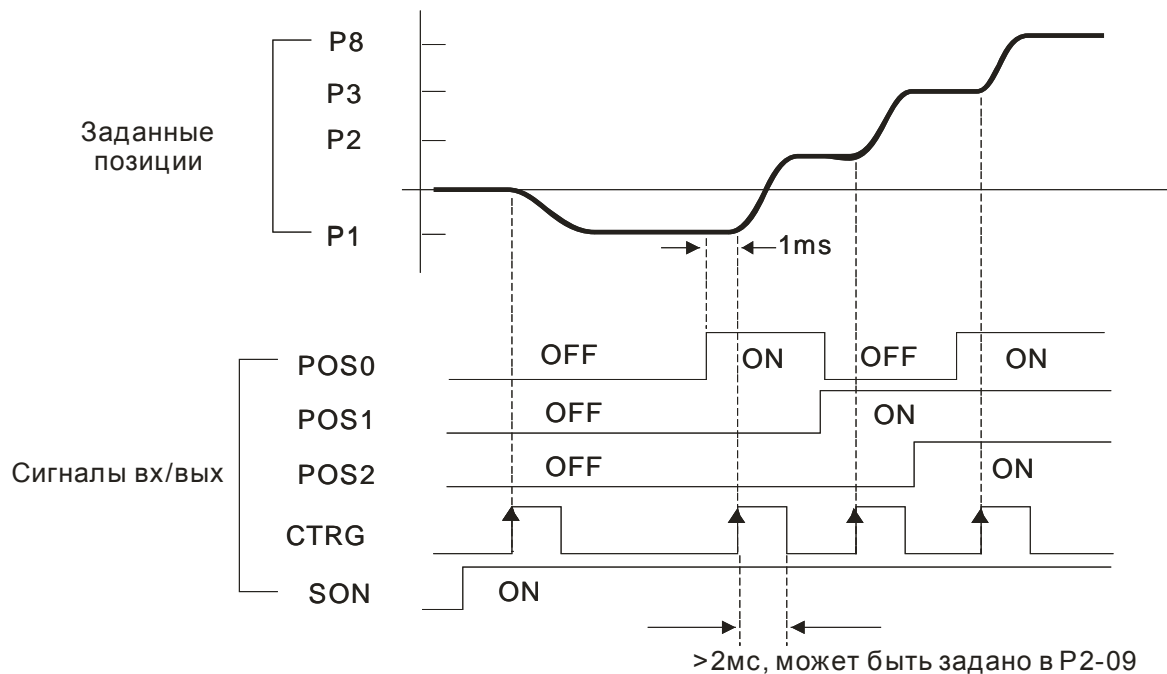 P8
P3
Заданные
позиции
P2
P1
1ms
POS0
OFF
ON
OFF
ON
POS1
OFF
ON
Сигналы вх/вых
POS2
OFF
ON
CTRG
SON
ON
>2мс, может быть задано в P2-09